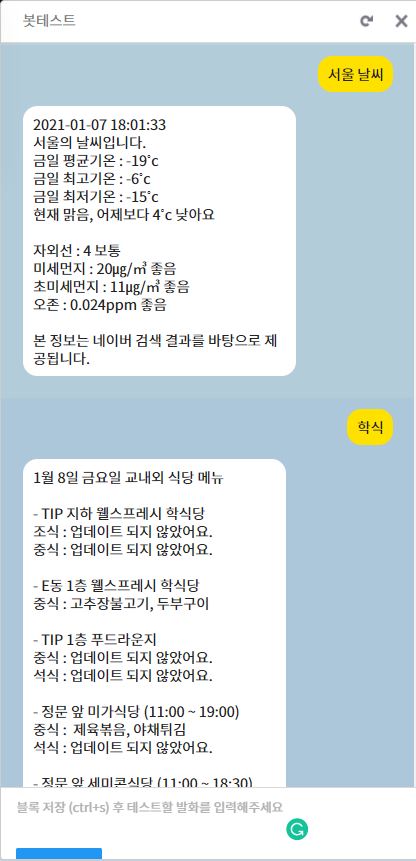 봇테스트
서울 날씨
2021-01-07 18:01:33
서울의 날씨입니다.
금일 평균기온 : -19˚c
금일 최고기온 : -6˚c
금일 최저기온 : -15˚c
현재 맑음, 어제보다 4˚c 낮아요
자외선 : 4 보통
미세먼지 : 20㎍/㎥ 좋음
초미세먼지 : 11㎍/㎥ 좋음
오존 : 0.024ppm 좋음
본 정보는 네이버 검색 결과를 바탕으로 제
공됩니다.
학식
1월 8일 금요일 교내외 식당 메뉴
- TIP 지하 웰스프레시 학식당
조식 : 업데이트 되지 않았어요.
중식 : 업데이트 되지 않았어요.
- E동 1층 웰스프레시 학식당
중식 : 고추장불고기, 두부구이
- TIP 1층 푸드라운지
중식 : 업데이트 되지 않았어요.
석식 : 업데이트 되지 않았어요.
- 정문 앞 미가식당 (11:00 ~ 19:00)
중식 : 제육볶음, 야채튀김
석식 : 업데이트 되지 않았어요.
- 정문 앞 세미콘식당 (11:00 ~ 18:30)
블록 저장 (ctrl+s) 후 테스트할 발화를 입력해주세요